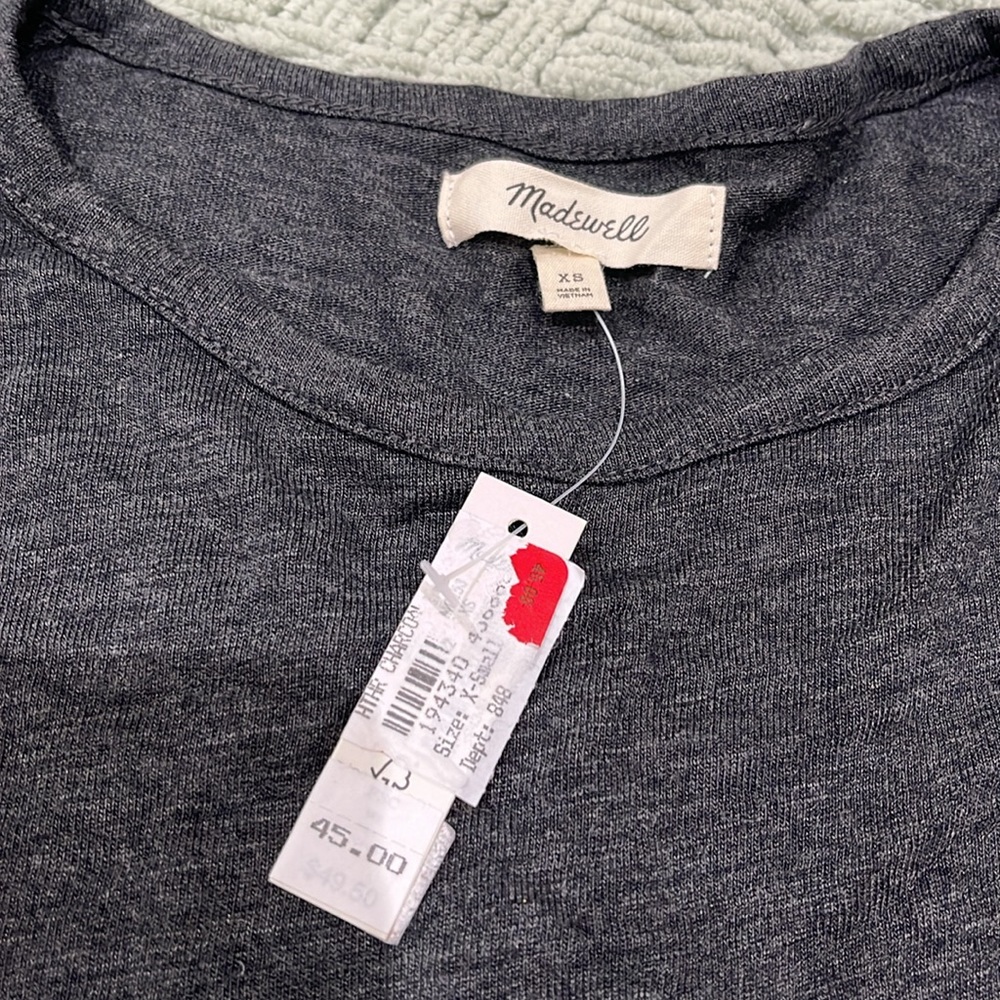 Madewell
XS
MADE IN
VIETNAM
HTHR CHARCOAL
194340
Size: X-Small
Dept: 848
45.00
$49.50